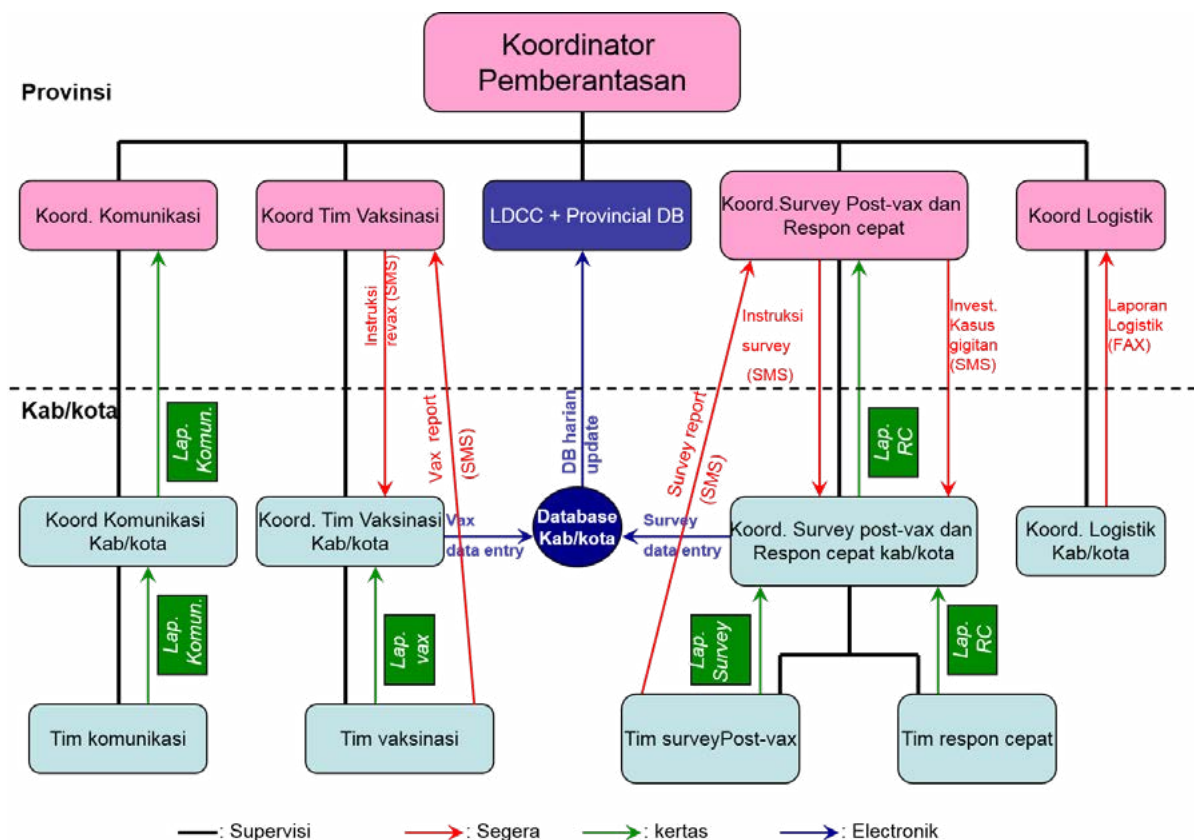 Koordinator
Pemberantasan
Provinsi
Koord. Komunikasi
Koord Tim Vaksinasi
LDCC + Provincial DB
Koord.Survey Post-vax dan
Respon cepat
Koord Logistik
Instruksi
revax (SMS)
Instruksi
survey
(SMS)
Invest.
Kasus
gigitan
(SMS)
Laporan
Logistik
(FAX)
Kab/kota
Lap.
Komun.
Vax report
(SMS)
DB harian
update
Survey report
(SMS)
Lap.
RC
Koord Komunikasi
Kab/kota
Koord. Tim Vaksinasi
Kab/kota
Vax
data entry
Database
Kab/kota
Survey
data entry
Koord. Survey post-vax dan
Respon cepat kab/kota
Koord. Logistik
Kab/kota
Lap.
Komun.
Lap.
vax
Lap.
Survey
Lap.
RC
Tim komunikasi
Tim vaksinasi
Tim surveyPost-vax
Tim respon cepat
: Supervisi
: Segera
: kertas
: Electronik